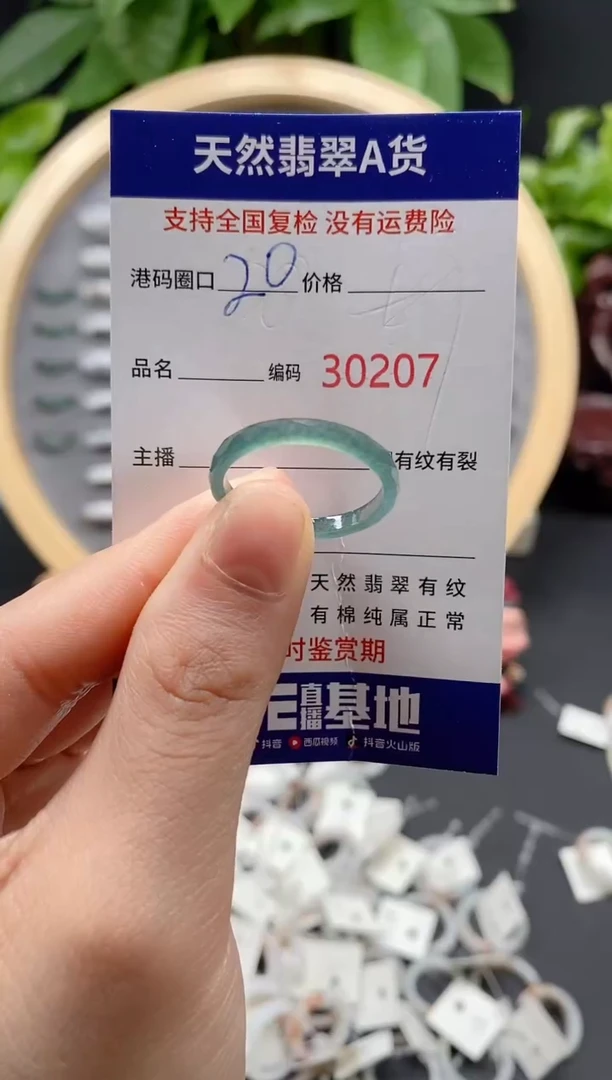 天然翡翠A货
支持全国复检 没有运费险
港码圈口 20 价格
品名 编码 30207
主播 有纹有裂
天然翡翠有纹
有棉纯属正常
时鉴赏期
直播基地
抖音 西瓜视频 抖音火山版